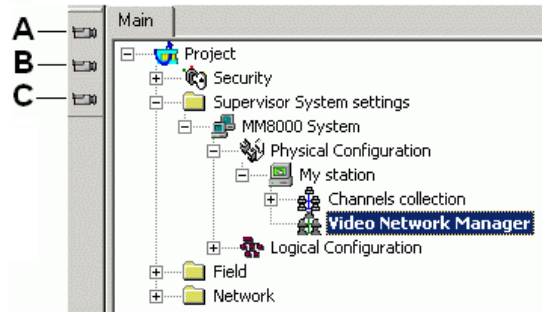 Main
A
B
C
Project
Security
Supervisor System settings
MM8000 System
Physical Configuration
My station
Channels collection
Video Network Manager
Logical Configuration
Field
Network